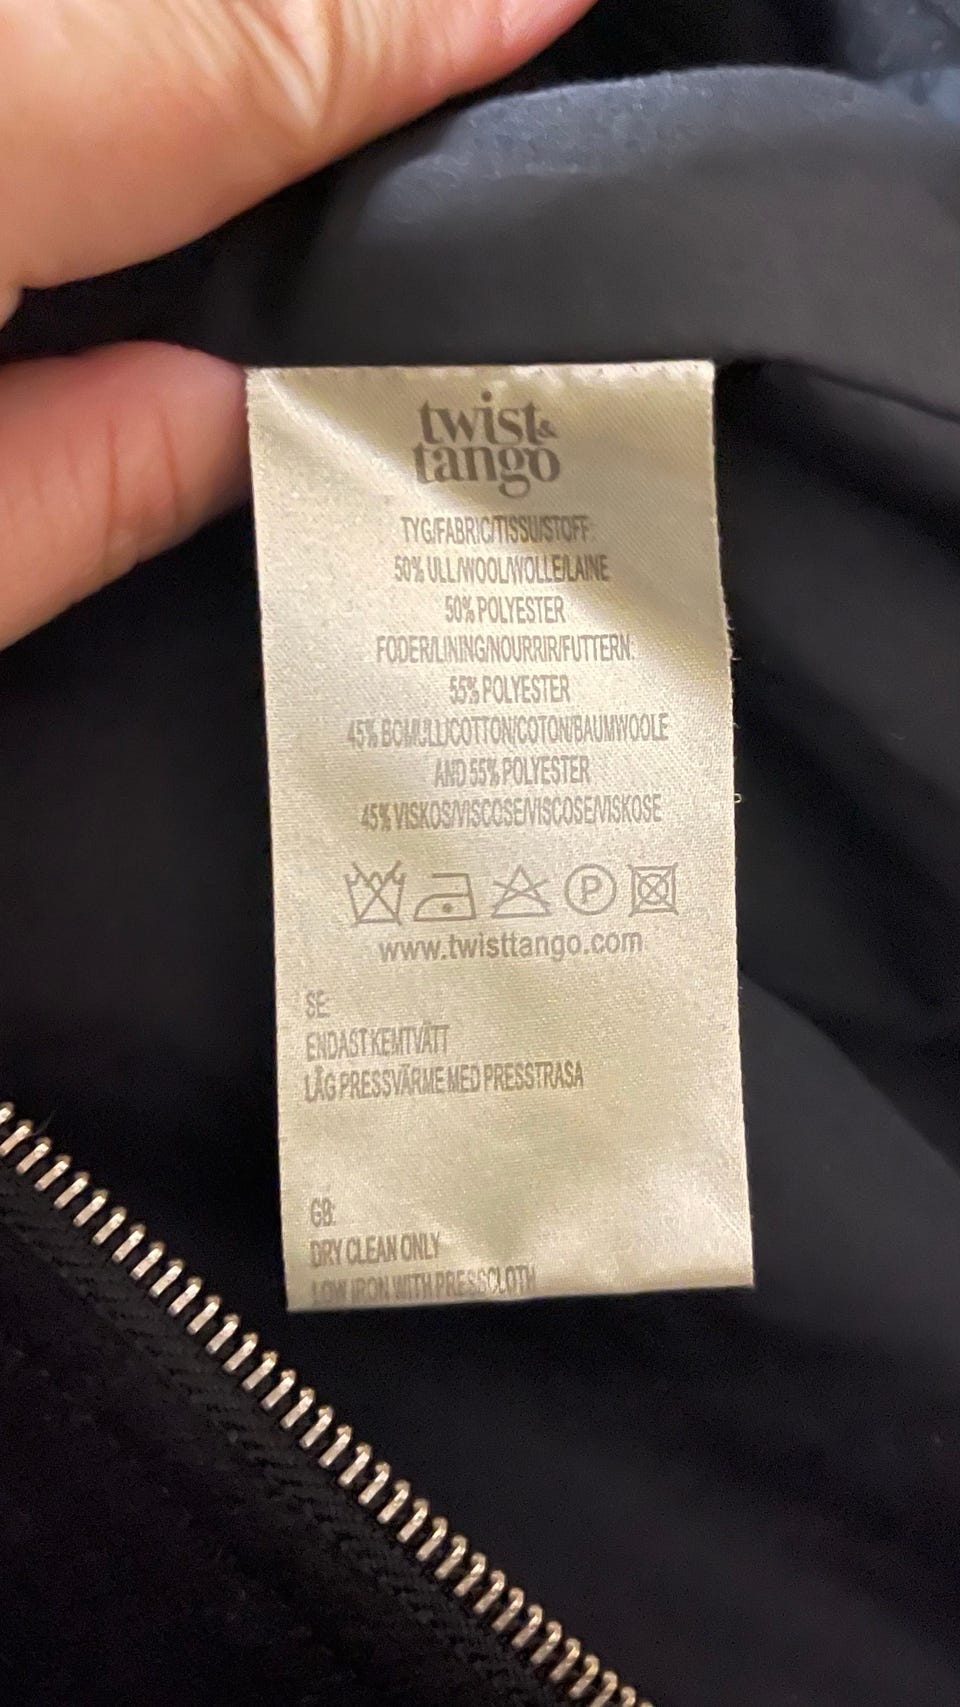 twist&
tango
TYG/FABRIC/TISSU/STOFF:
50% ULL/WOOL/WOLLE/LAINE
50% POLYESTER
FODER/LINING/NOURRIR/FUTTERN:
55% POLYESTER
45% BOMULL/COTTON/COTON/BAUMWOOLE
AND 55% POLYESTER
45% VISKOS/VISCOSE/VISCOSE/VISKOSE
P
www.twisttango.com
SE:
ENDAST KEMTVÄTT
LÅG PRESSVÄRME MED PRESSTRASA
GB:
DRY CLEAN ONLY
LOW IRON WITH PRESSCLOTH